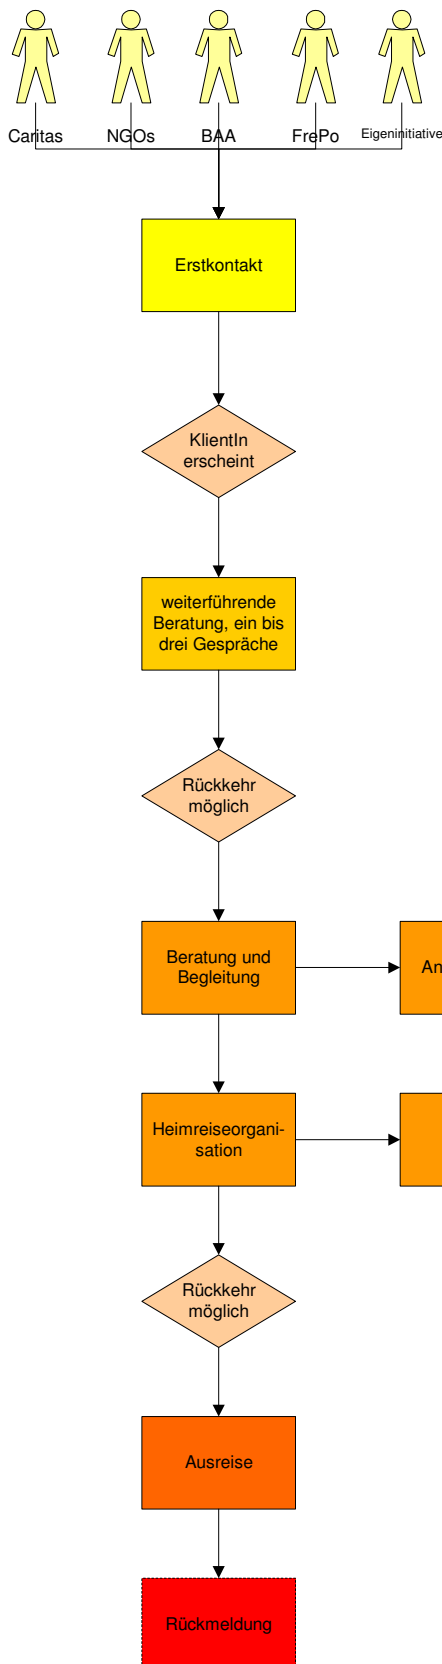 Caritas NGOs BAA FrePo Eigeninitiative
Erstkontakt
KlientIn
erscheint
weiterführende
Beratung, ein bis
drei Gespräche
Rückkehr
möglich
Beratung und
Begleitung
Heimreiseorgani-
sation
Rückkehr
möglich
Ausreise
Rückmeldung